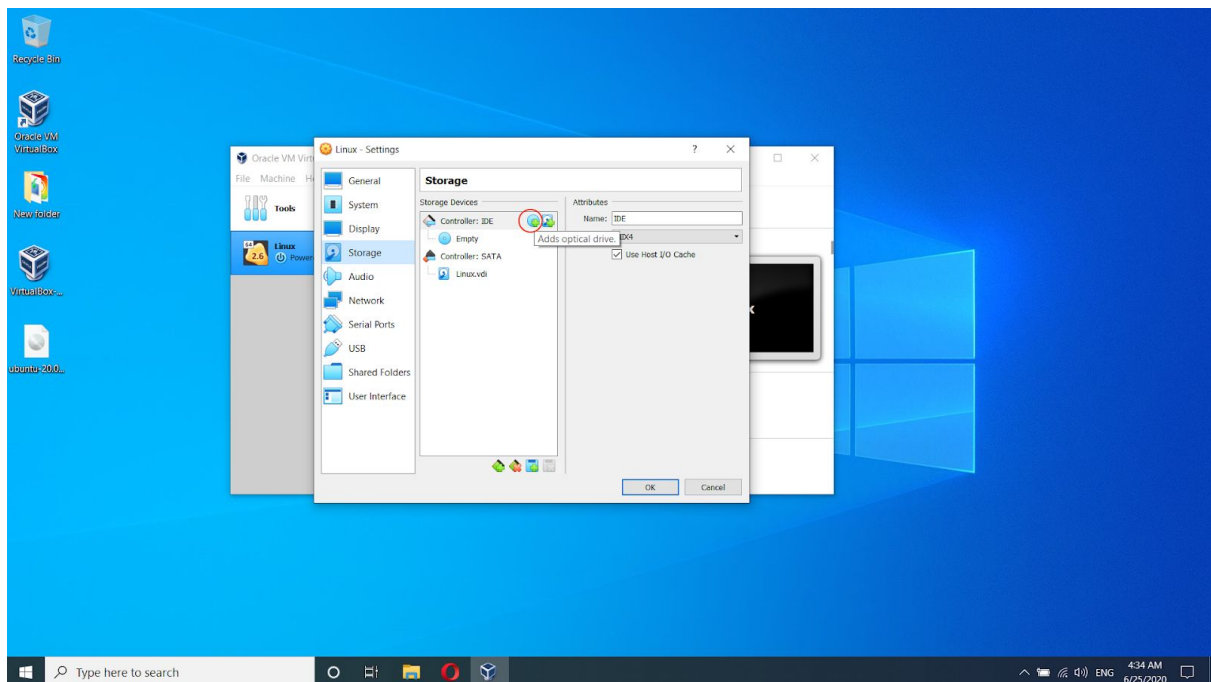 Recycle Bin
Oracle VM
VirtualBox
New folder
VirtualBox-...
ubuntu-20.0...
Oracle VM Virt
File Machine H
Tools
64
2.6
Linux
Power
Linux - Settings
?
General
System
Display
Storage
Audio
Network
Serial Ports
USB
Shared Folders
User Interface
Storage
Storage Devices
Controller: IDE
Empty
Controller: SATA
Linux.vdi
Adds optical drive.
Attributes
Name: IDE
Use Host I/O Cache
OK Cancel
Type here to search
ENG
4:34 AM
6/25/2020